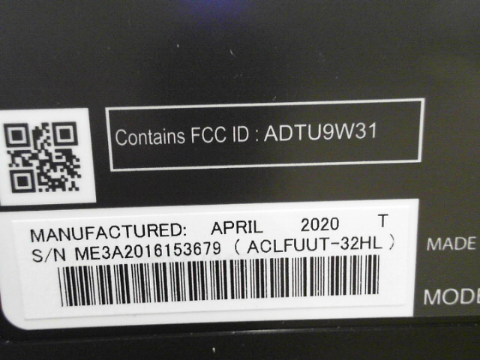 Contains FCC ID : ADTU9W31
MANUFACTURED: APRIL 2020 T
S/N ME3A2016153679 ( ACLFUUT-32HL )
MADE
MODE